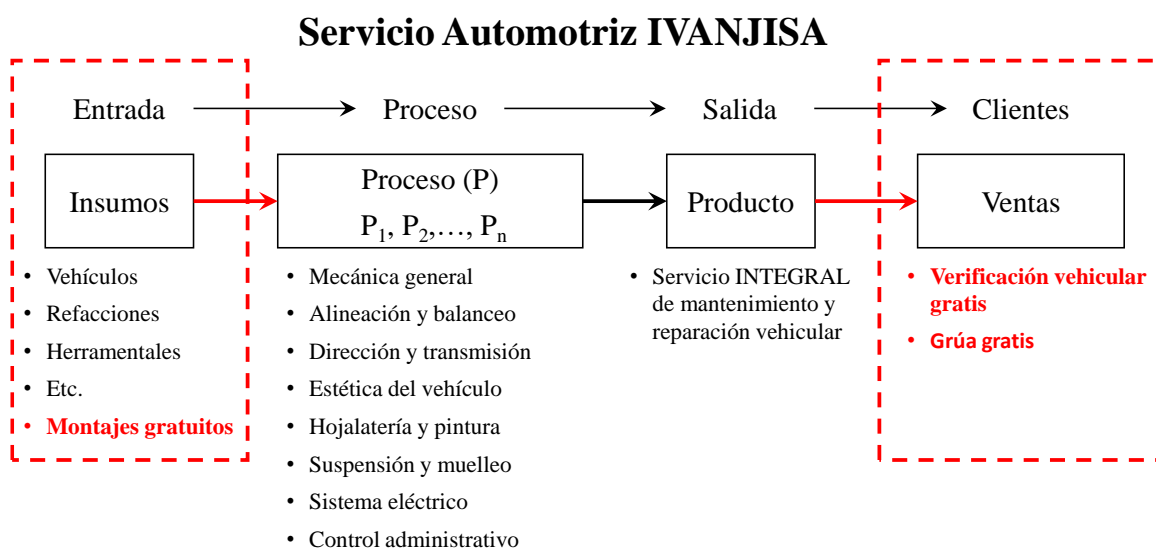 Servicio Automotriz IVANJISA
Entrada
Proceso
Salida
Clientes
Insumos
Proceso (P)
P₁, P₂,…, Pₙ
Producto
Ventas
• Vehículos
• Refacciones
• Herramentales
• Etc.
• Montajes gratuitos
• Mecánica general
• Alineación y balanceo
• Dirección y transmisión
• Estética del vehículo
• Hojalatería y pintura
• Suspensión y muelleo
• Sistema eléctrico
• Control administrativo
• Servicio INTEGRAL
de mantenimiento y
reparación vehicular
• Verificación vehicular
gratis
• Grúa gratis